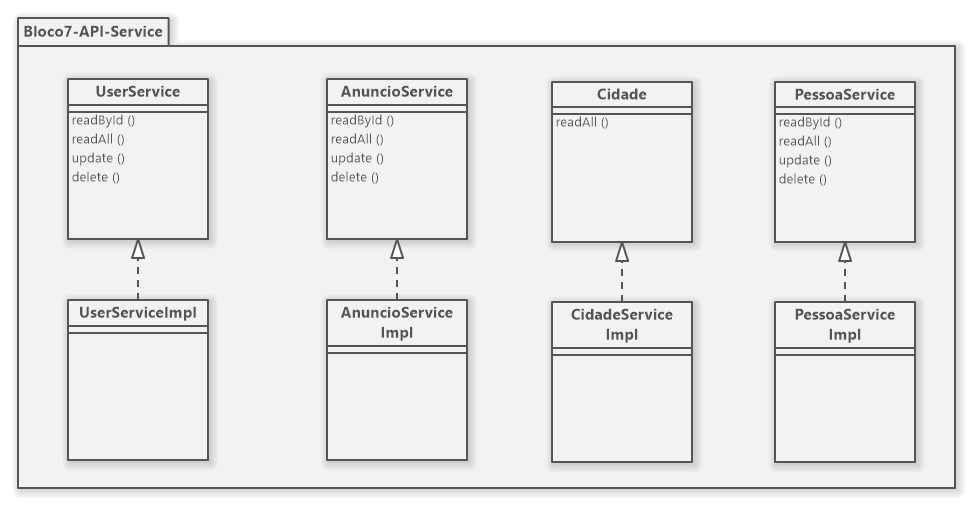 Bloco7-API-Service
UserService
readById ()
readAll ()
update ()
delete ()
AnuncioService
readById ()
readAll ()
update ()
delete ()
Cidade
readAll ()
PessoaService
readById ()
readAll ()
update ()
delete ()
UserServiceImpl
AnuncioService
Impl
CidadeService
Impl
PessoaService
Impl